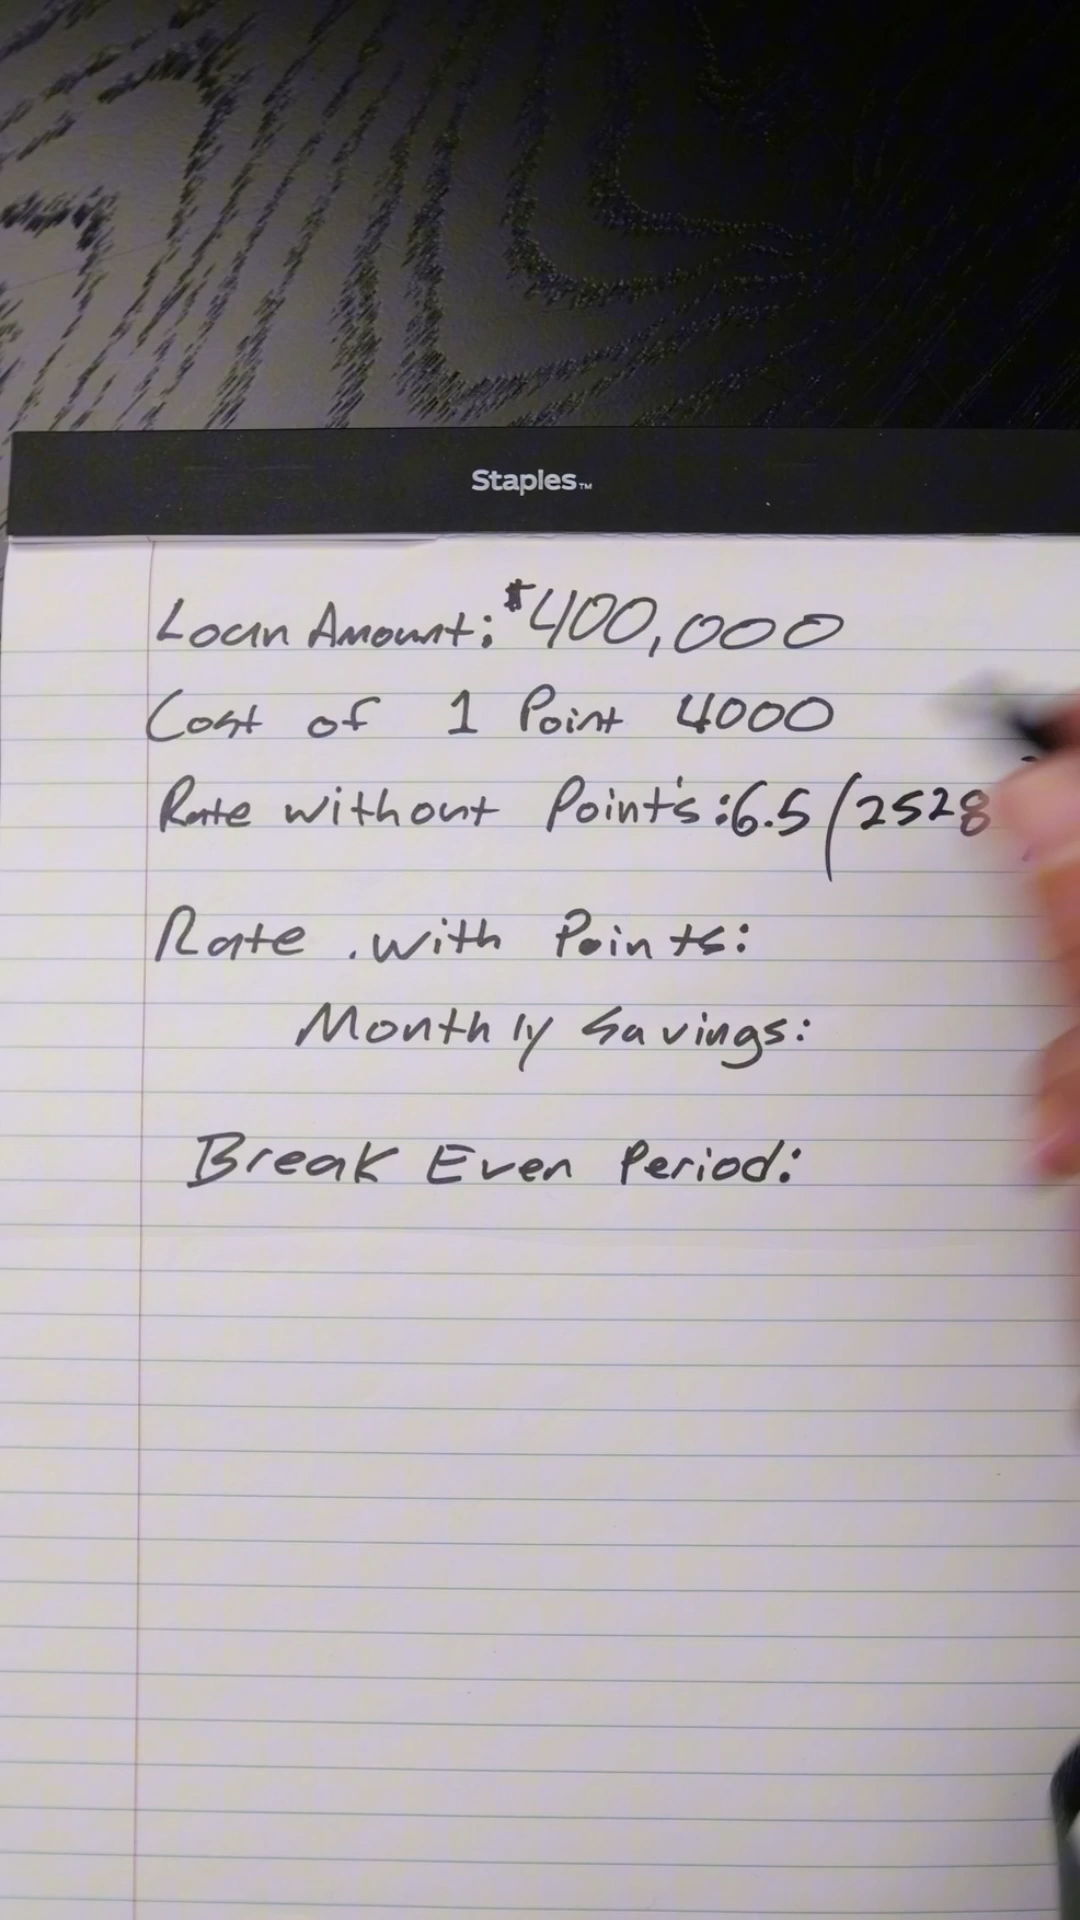 Staples™
Loan Amount: $400,000
Cost of 1 Point 4000
Rate without Point's: 6.5 (2528
Rate . with Points:
Monthly Savings:
Break Even Period: